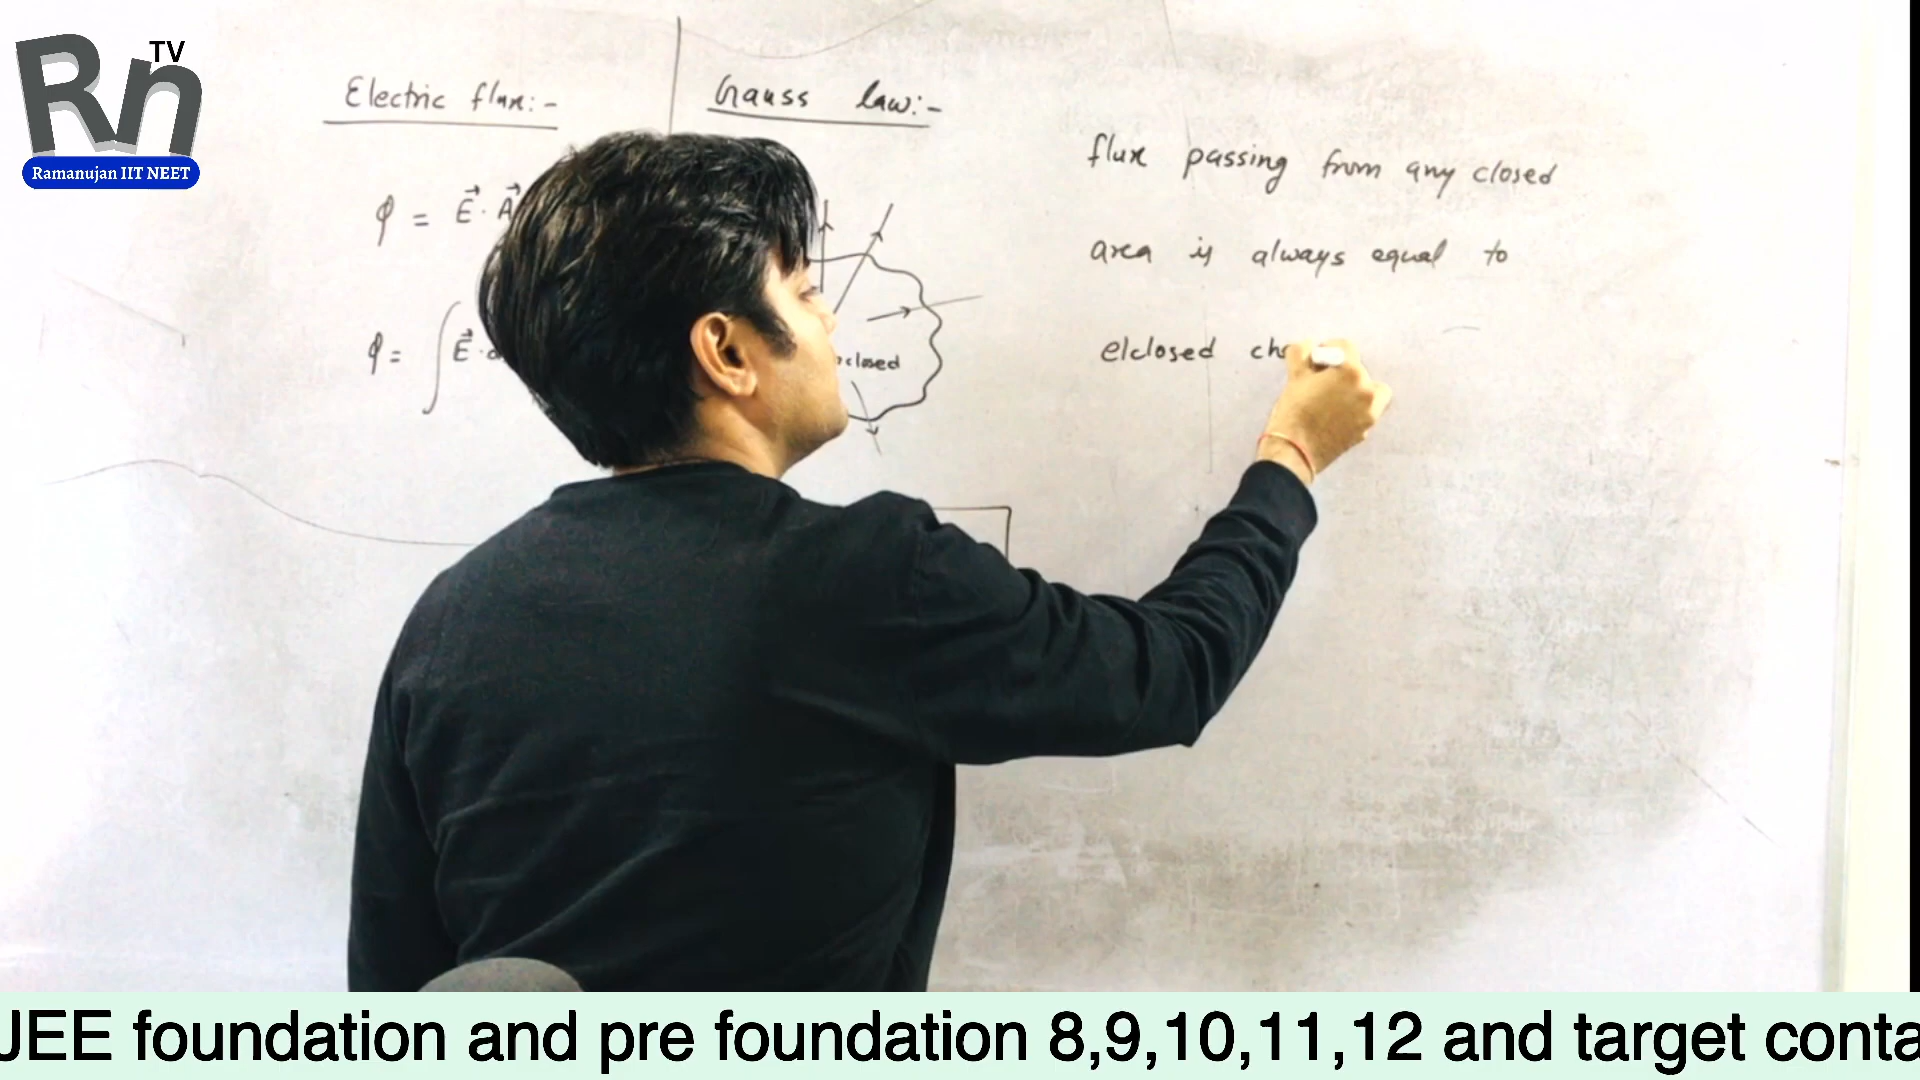 Rn TV
Ramanujan IIT NEET
Electric flux:-
φ = E⃗ · A⃗
φ = ∫ E⃗ ·
Gauss law:-
closed
flux passing from any closed
area is always equal to
elclosed
JEE foundation and pre foundation 8,9,10,11,12 and target conta